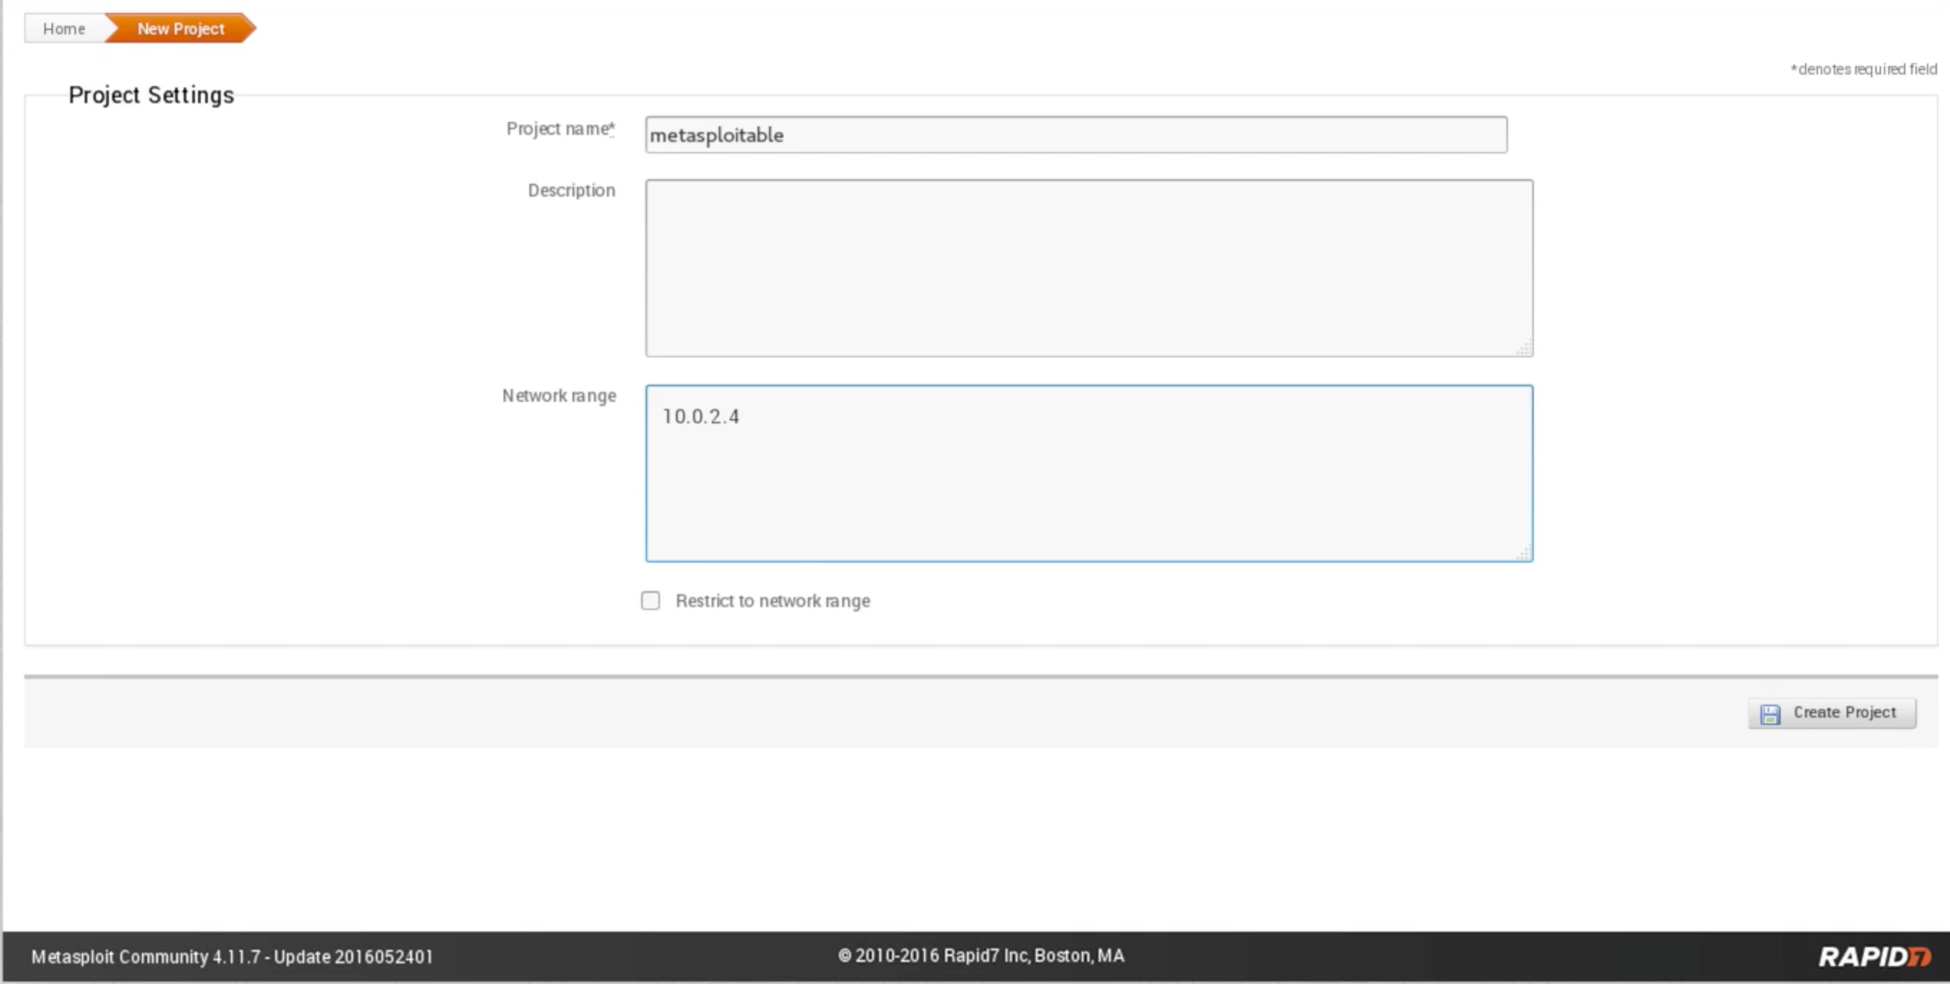 Home New Project
*denotes required field
Project Settings
Project name* metasploitable
Description
Network range 10.0.2.4
Restrict to network range
Create Project
Metasploit Community 4.11.7 - Update 2016052401 © 2010-2016 Rapid7 Inc, Boston, MA RAPID7